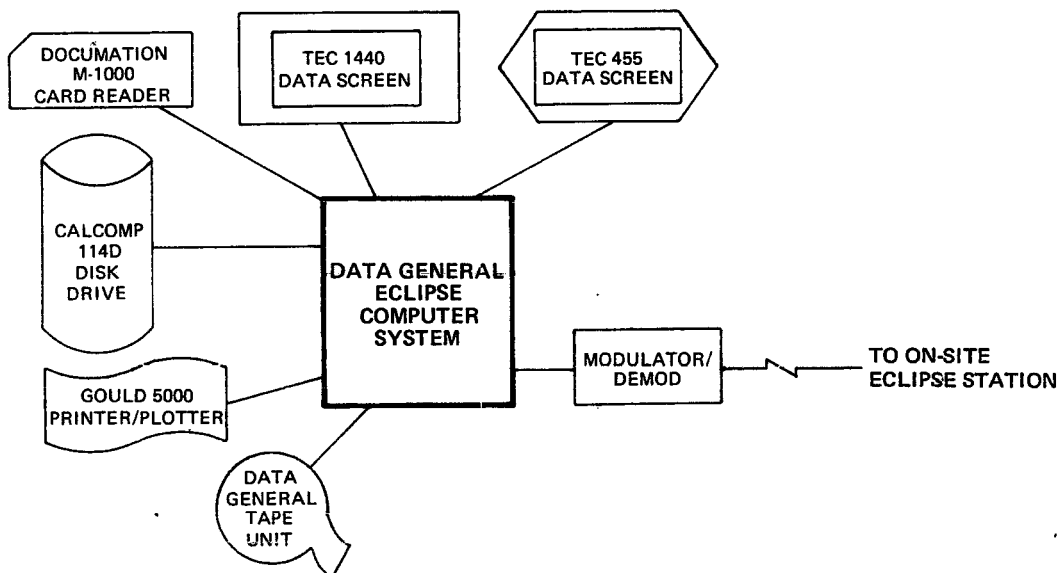 DOCUMATION
M-1000
CARD READER
TEC 1440
DATA SCREEN
TEC 455
DATA SCREEN
CALCOMP
114D
DISK
DRIVE
DATA GENERAL
ECLIPSE
COMPUTER
SYSTEM
GOULD 5000
PRINTER/PLOTTER
MODULATOR/
DEMOD
TO ON-SITE
ECLIPSE STATION
DATA
GENERAL
TAPE
UNIT